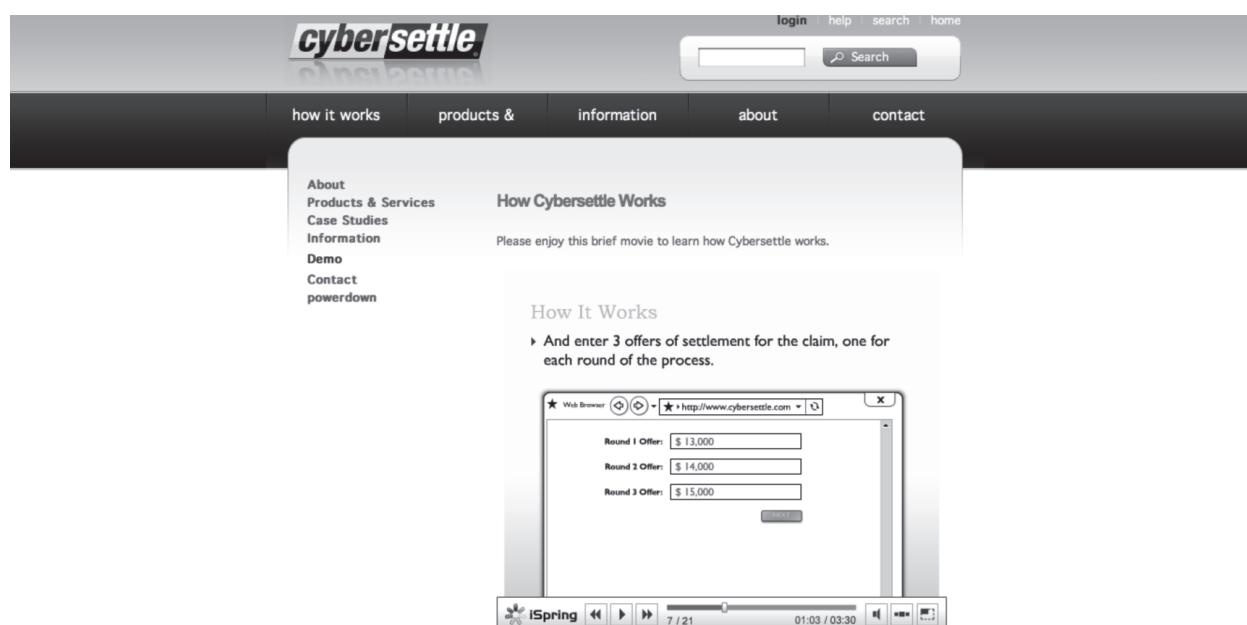 cybersettle
login help search home
Search
how it works products & information about contact
About
Products & Services
Case Studies
Information
Demo
Contact
powerdown
How Cybersettle Works
Please enjoy this brief movie to learn how Cybersettle works.
How It Works
And enter 3 offers of settlement for the claim, one for
each round of the process.
Web Browser http://www.cybersettle.com x
Round 1 Offer: $ 13,000
Round 2 Offer: $ 14,000
Round 3 Offer: $ 15,000
NEXT
iSpring 7 / 21 01:03 / 03:30